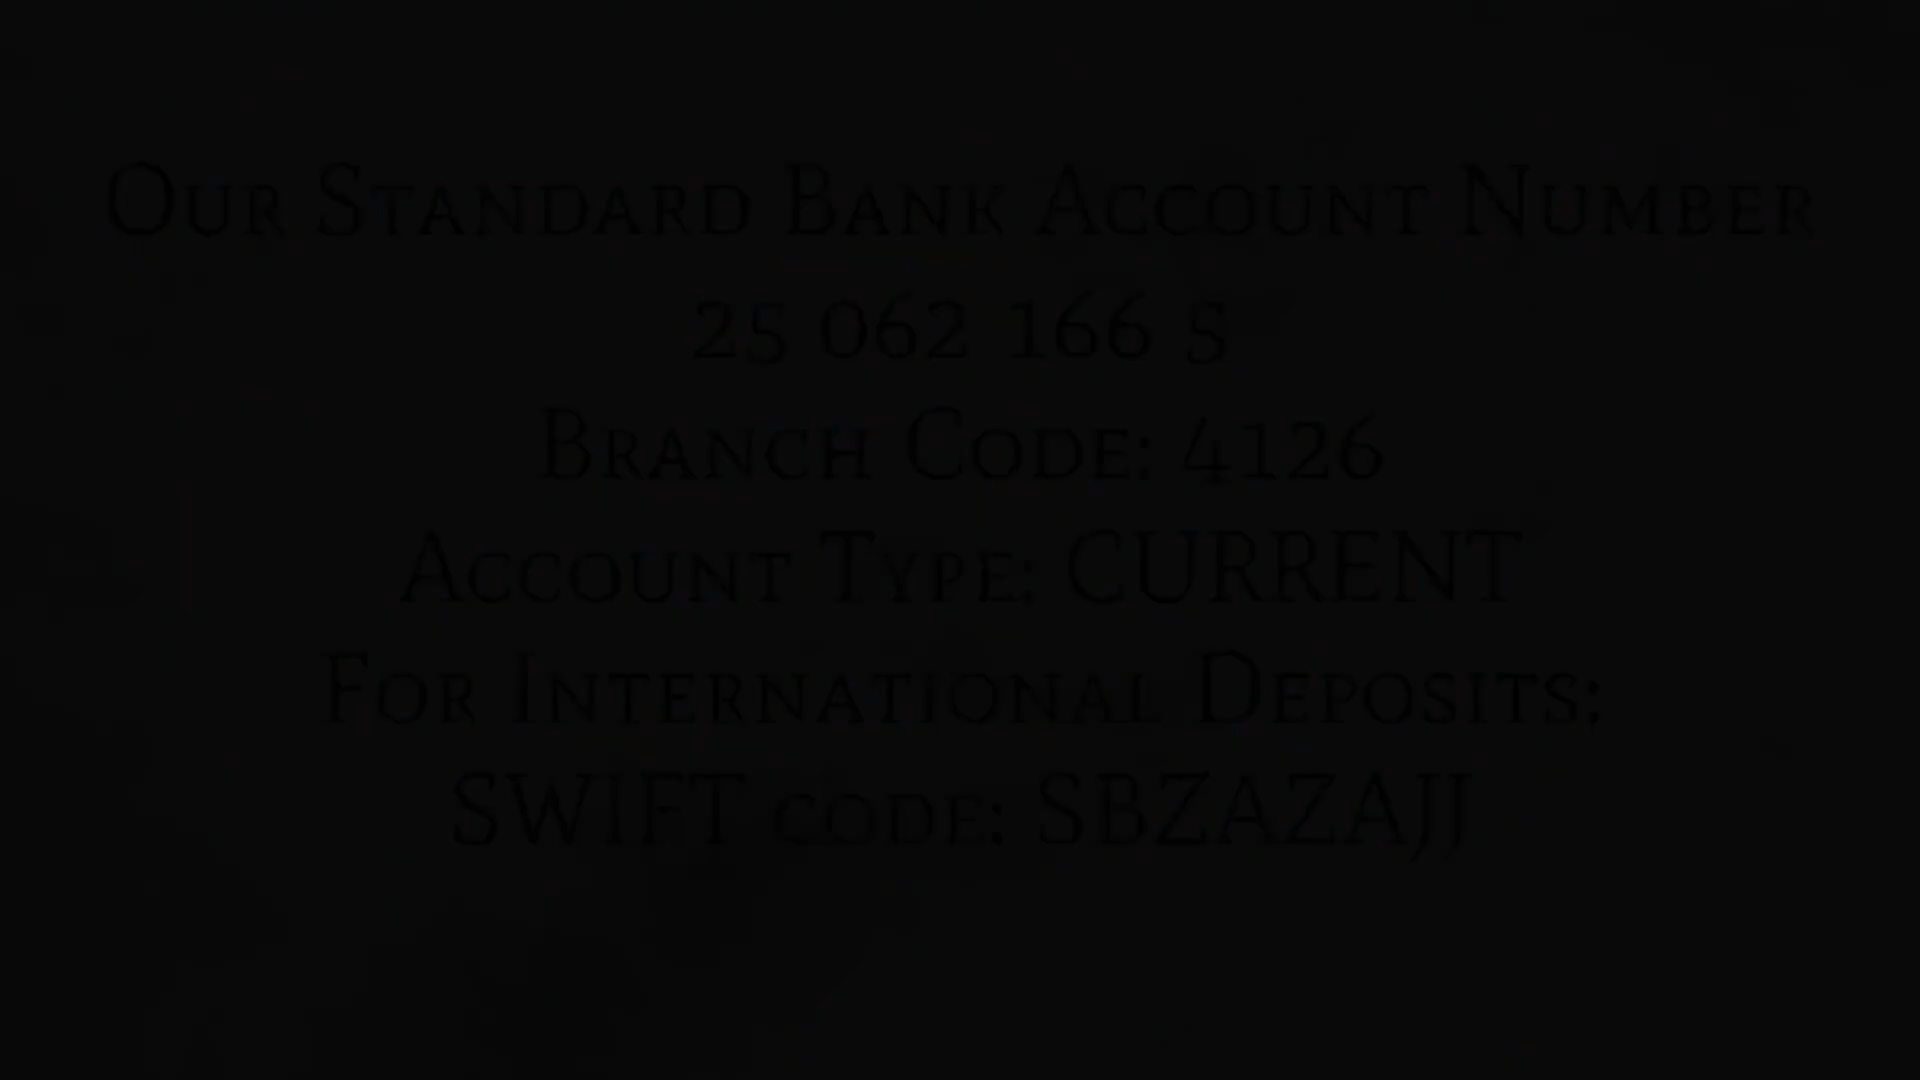 Our Standard Bank Account Number
25 062 166 5
Branch Code: 4126
Account Type: CURRENT
For International Deposits:
SWIFT code: SBZAZAJJ